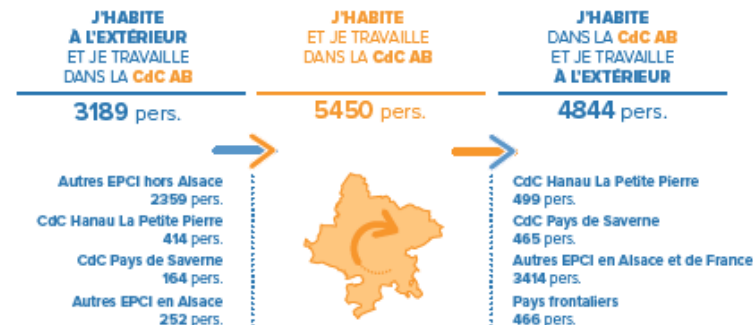 J'HABITE
À L'EXTÉRIEUR
ET JE TRAVAILLE
DANS LA CdC AB
3189 pers.
J'HABITE
ET JE TRAVAILLE
DANS LA CdC AB
5450 pers.
J'HABITE
DANS LA CdC AB
ET JE TRAVAILLE
À L'EXTÉRIEUR
4844 pers.
Autres EPCI hors Alsace
2359 pers.
CdC Hanau La Petite Pierre
414 pers.
CdC Pays de Saverne
164 pers.
Autres EPCI en Alsace
252 pers.
CdC Hanau La Petite Pierre
499 pers.
CdC Pays de Saverne
465 pers.
Autres EPCI en Alsace et de France
3414 pers.
Pays frontaliers
466 pers.